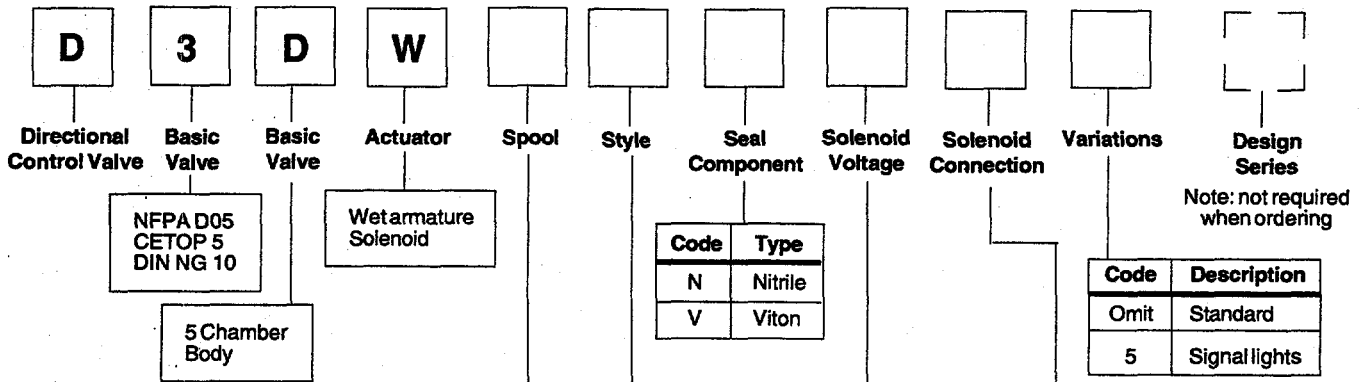 D 3 D W
Directional
Control Valve
Basic
Valve
Basic
Valve
Actuator
Spool
Style
Seal
Component
Solenoid
Voltage
Solenoid
Connection
Variations
Design
Series
Note: not required
when ordering
NFPA D05
CETOP 5
DIN NG 10
5 Chamber
Body
Wet armature
Solenoid
Code Type
N Nitrile
V Viton
Code Description
Omit Standard
5 Signal lights